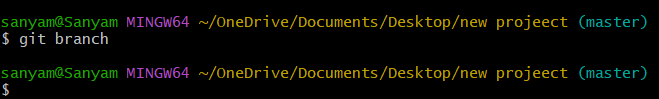 sanyam@Sanyam MINGW64 ~/OneDrive/Documents/Desktop/new projeect (master)
$ git branch
sanyam@Sanyam MINGW64 ~/OneDrive/Documents/Desktop/new projeect (master)
$